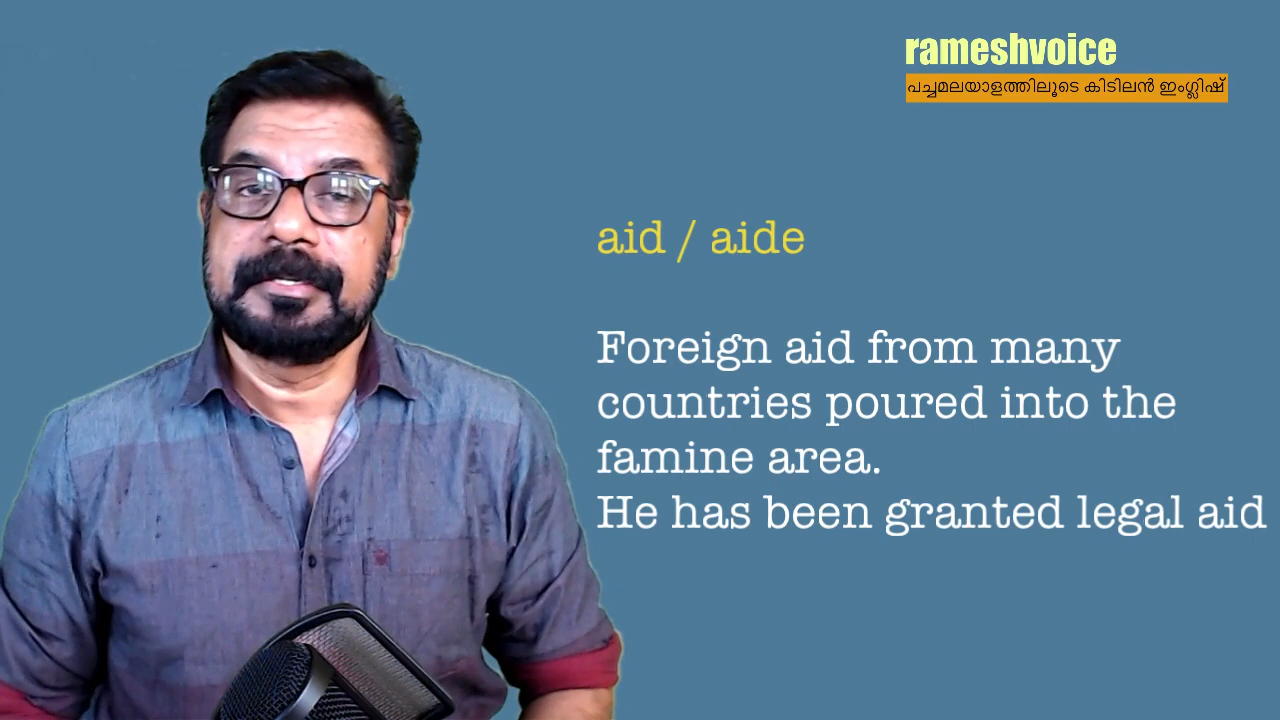 rameshvoice
പച്ചമലയാളത്തിലൂടെ കിടിലൻ ഇംഗ്ലിഷ്
aid / aide
Foreign aid from many
countries poured into the
famine area.
He has been granted legal aid